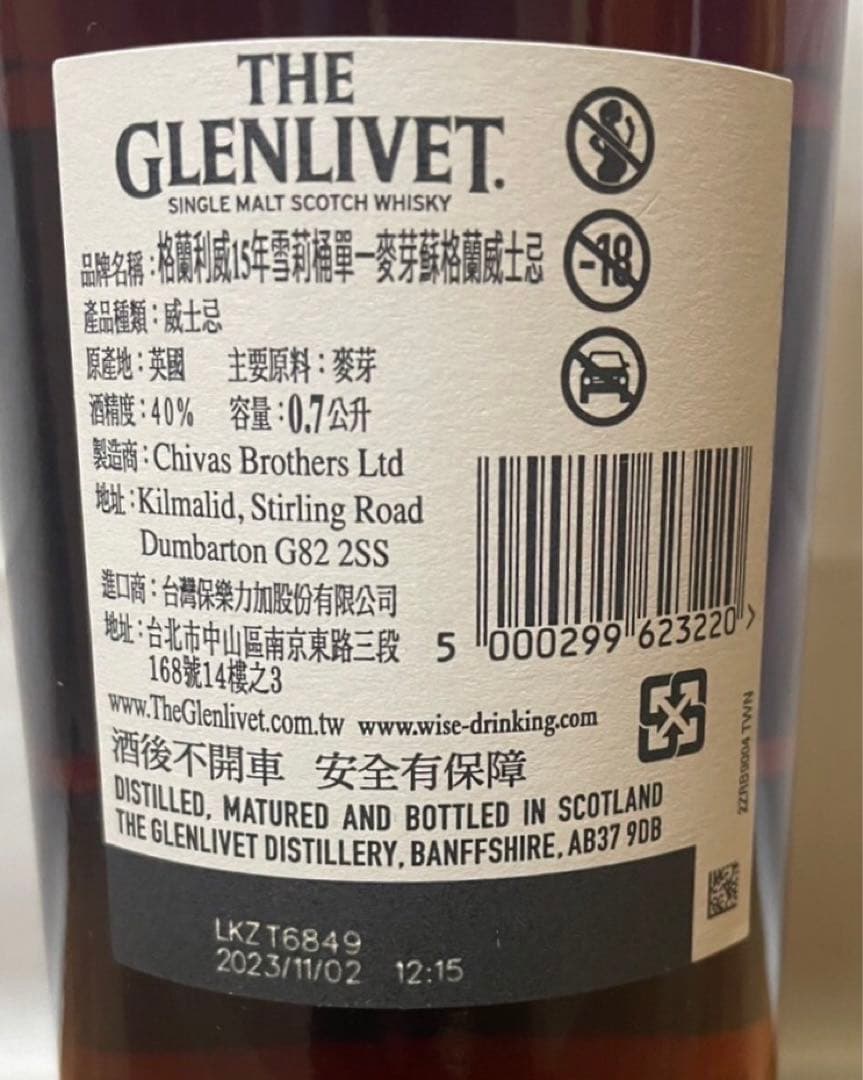 THE
GLENLIVET.
SINGLE MALT SCOTCH WHISKY
品牌名稱:格蘭利威15年雪莉桶單一麥芽蘇格蘭威士忌
-18
產品種類:威士忌
原產地:英國 主要原料:麥芽
酒精度:40% 容量:0.7公升
製造商:Chivas Brothers Ltd
地址:Kilmalid, Stirling Road
Dumbarton G82 2SS
進口商:台灣保樂力加股份有限公司
地址:台北市中山區南京東路三段
168號14樓之3
5 000299 623220 >
www.TheGlenlivet.com.tw www.wise-drinking.com
酒後不開車 安全有保障
DISTILLED, MATURED AND BOTTLED IN SCOTLAND
THE GLENLIVET DISTILLERY, BANFFSHIRE, AB37 9DB
2ZRB9004 TWN
LKZT6849
2023/11/02 12:15